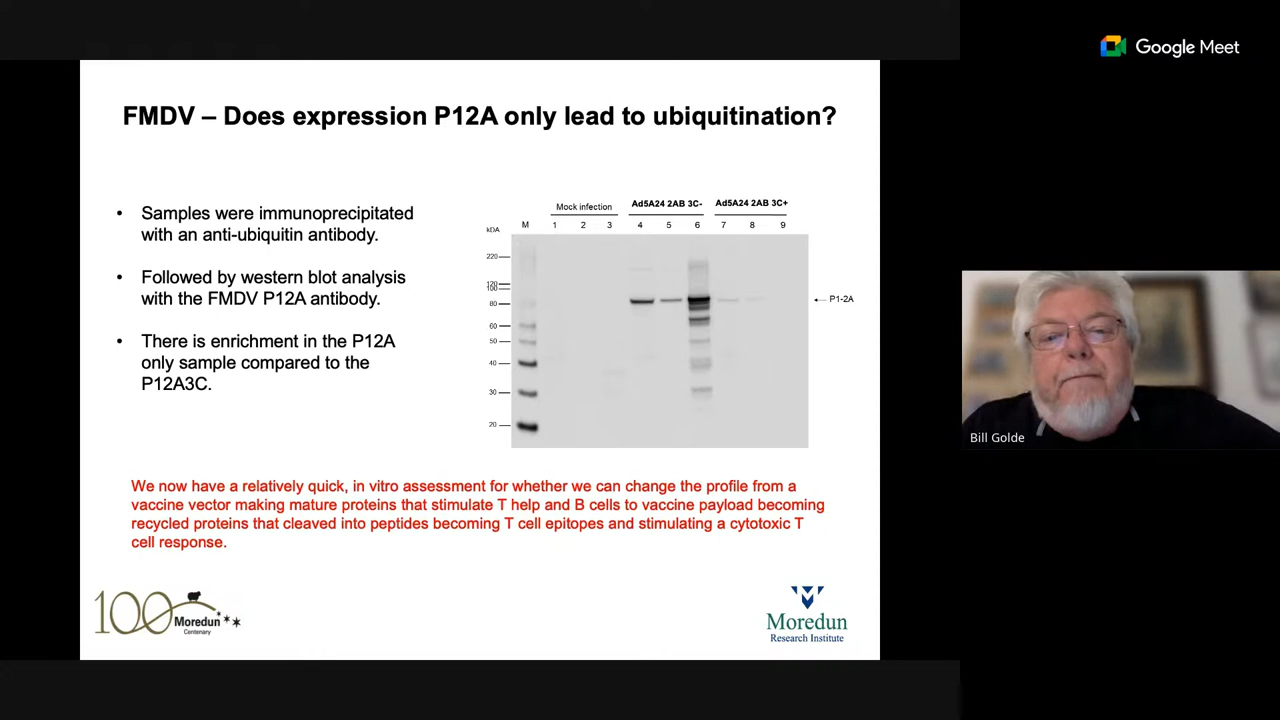 Google Meet
FMDV – Does expression P12A only lead to ubiquitination?
• Samples were immunoprecipitated
with an anti-ubiquitin antibody.
• Followed by western blot analysis
with the FMDV P12A antibody.
• There is enrichment in the P12A
only sample compared to the
P12A3C.
Mock infection
Ad5A24 2AB 3C-
Ad5A24 2AB 3C+
kDA
M
1 2 3 4 5 6 7 8 9
220
120
100
80
60
50
40
30
20
P1-2A
We now have a relatively quick, in vitro assessment for whether we can change the profile from a
vaccine vector making mature proteins that stimulate T help and B cells to vaccine payload becoming
recycled proteins that cleaved into peptides becoming T cell epitopes and stimulating a cytotoxic T
cell response.
100
Moredun
Centenary
Moredun
Research Institute
Bill Golde